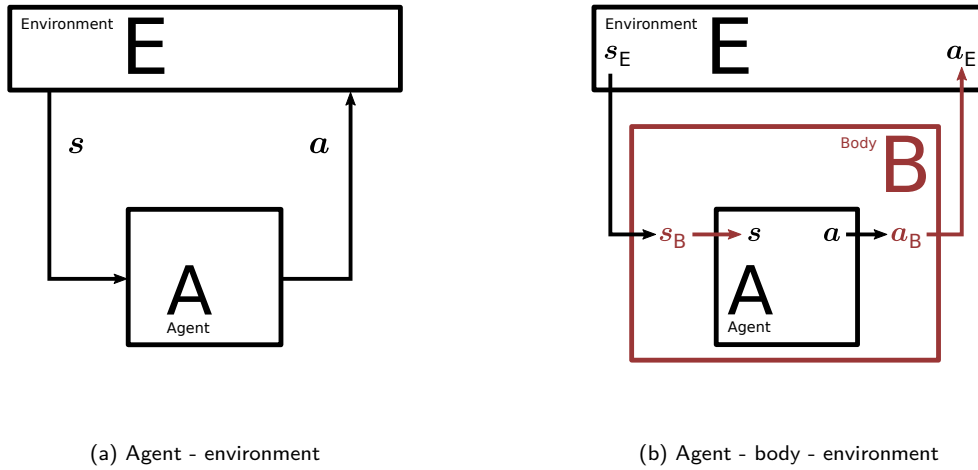 Environment E
s a
A
Agent
(a) Agent - environment
Environment E
s_E a_E
Body B
s_B s a a_B
A
Agent
(b) Agent - body - environment